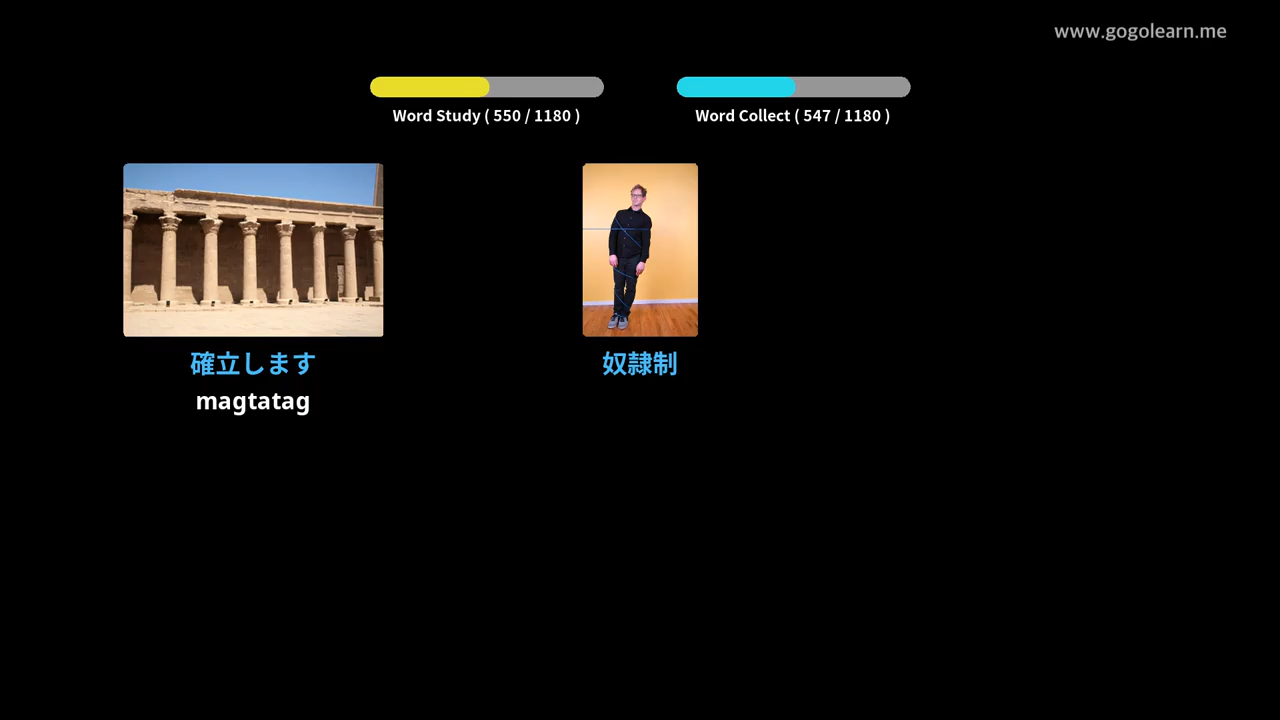 www.gogolearn.me
Word Study ( 550 / 1180 )
Word Collect ( 547 / 1180 )
確立します
magtatag
奴隷制